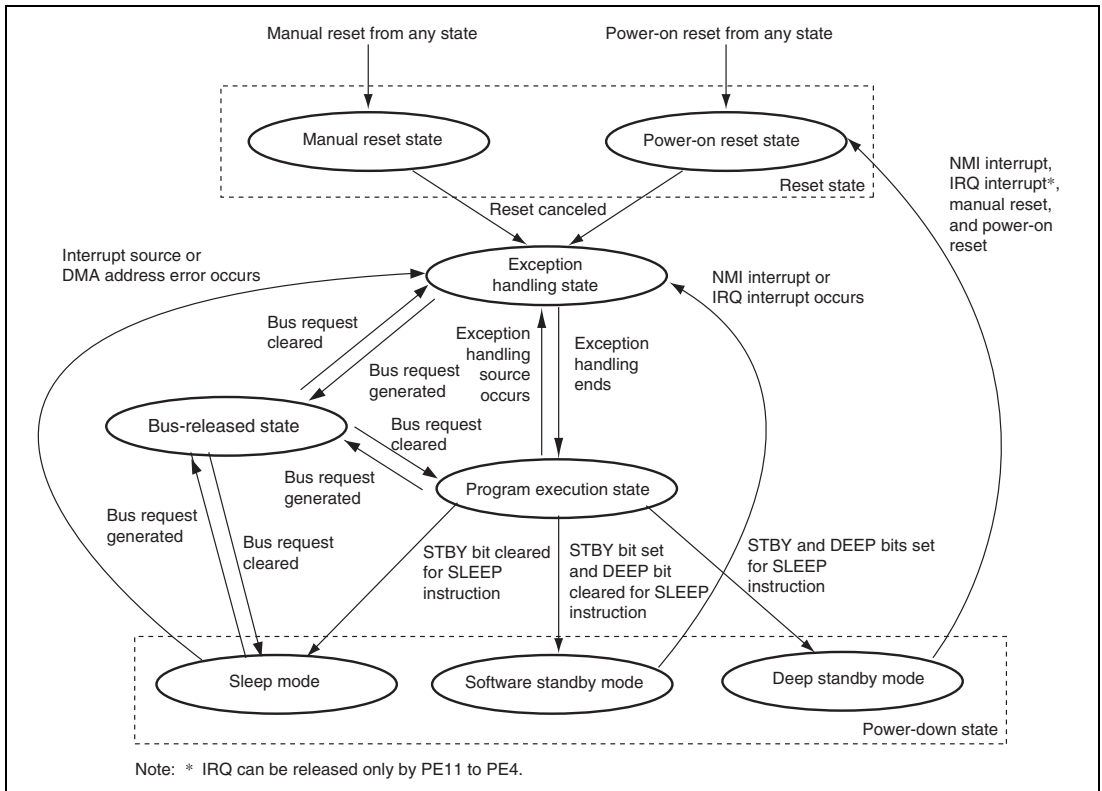 Manual reset from any state
Power-on reset from any state
Manual reset state
Power-on reset state
Reset state
NMI interrupt,
IRQ interrupt*,
manual reset,
and power-on
reset
Reset canceled
Interrupt source or
DMA address error occurs
Exception
handling state
NMI interrupt or
IRQ interrupt occurs
Bus request
cleared
Bus request
generated
Exception
handling
source
occurs
Exception
handling
ends
Bus-released state
Bus request
cleared
Bus request
generated
Program execution state
Bus request
generated
Bus request
cleared
STBY bit cleared
for SLEEP
instruction
STBY bit set
and DEEP bit
cleared for SLEEP
instruction
STBY and DEEP bits set
for SLEEP
instruction
Sleep mode
Software standby mode
Deep standby mode
Power-down state
Note: * IRQ can be released only by PE11 to PE4.